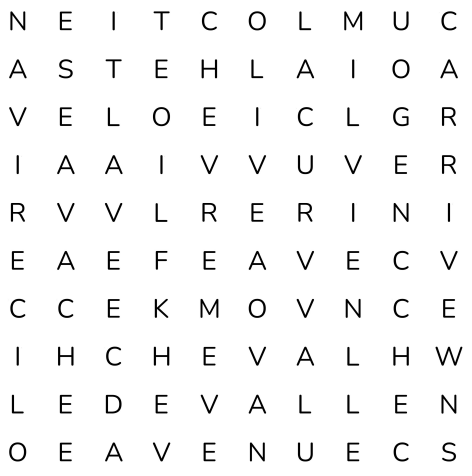 N E I T C O L M U C
A S T E H L A I O A
V E L O E I C L G R
I A A I V V U V E R
R V V L R E R I N I
E A E F E A V E C V
C C E K M O V N C E
I H C H E V A L H W
L E D E V A L L E N
O E A V E N U E C S